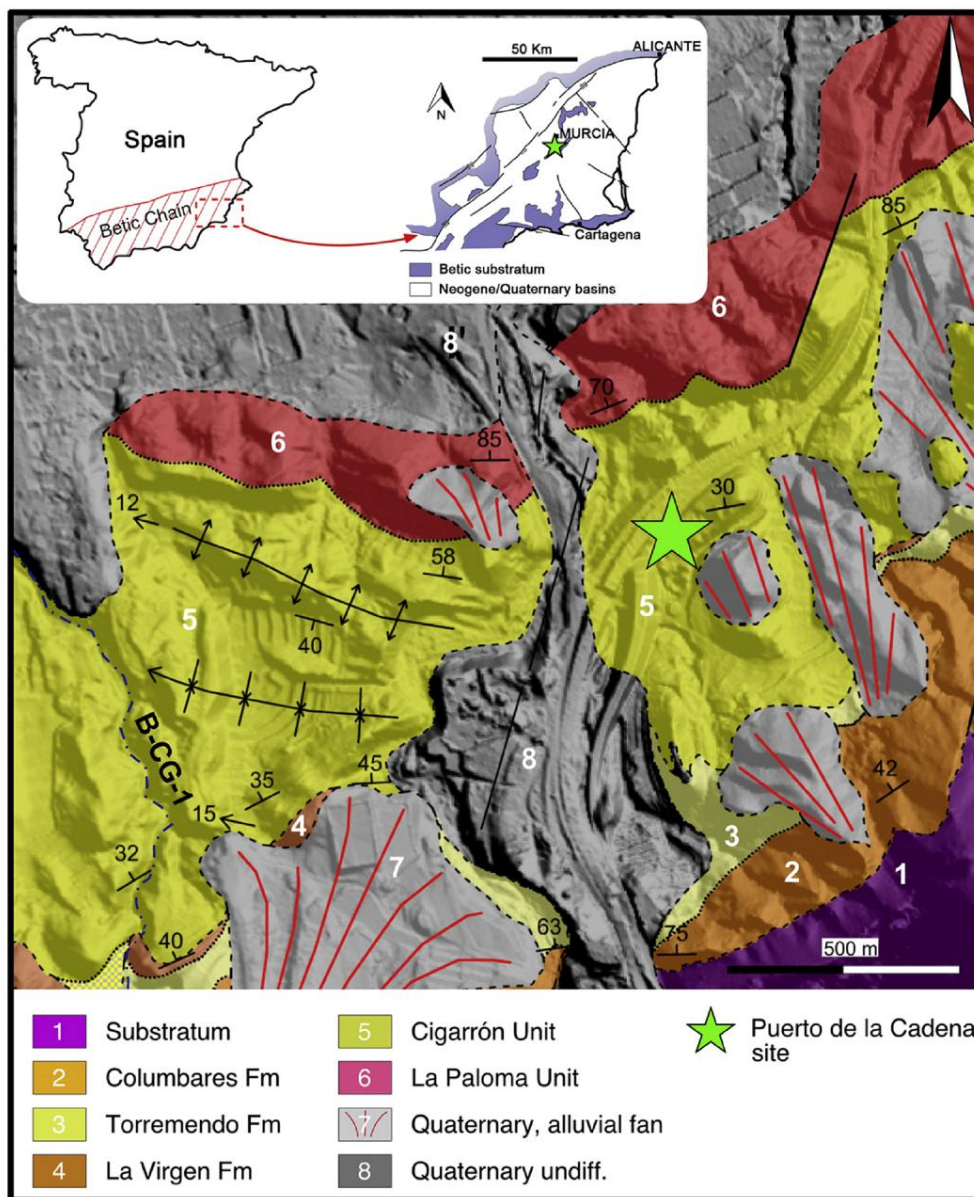 50 Km
ALICANTE
N
Spain
MURCIA
Betic Chain
Cartagena
Betic substratum
Neogene/Quaternary basins
85
6
8"
70
6
85
30
12
58
5
5
40
B-CG-1
8
45
35
42
15
4
3
7
2
1
32
63
75
40
500 m
1 Substratum
2 Columbares Fm
3 Torremendo Fm
4 La Virgen Fm
5 Cigarrón Unit
6 La Paloma Unit
7 Quaternary, alluvial fan
8 Quaternary undiff.
Puerto de la Cadena
site